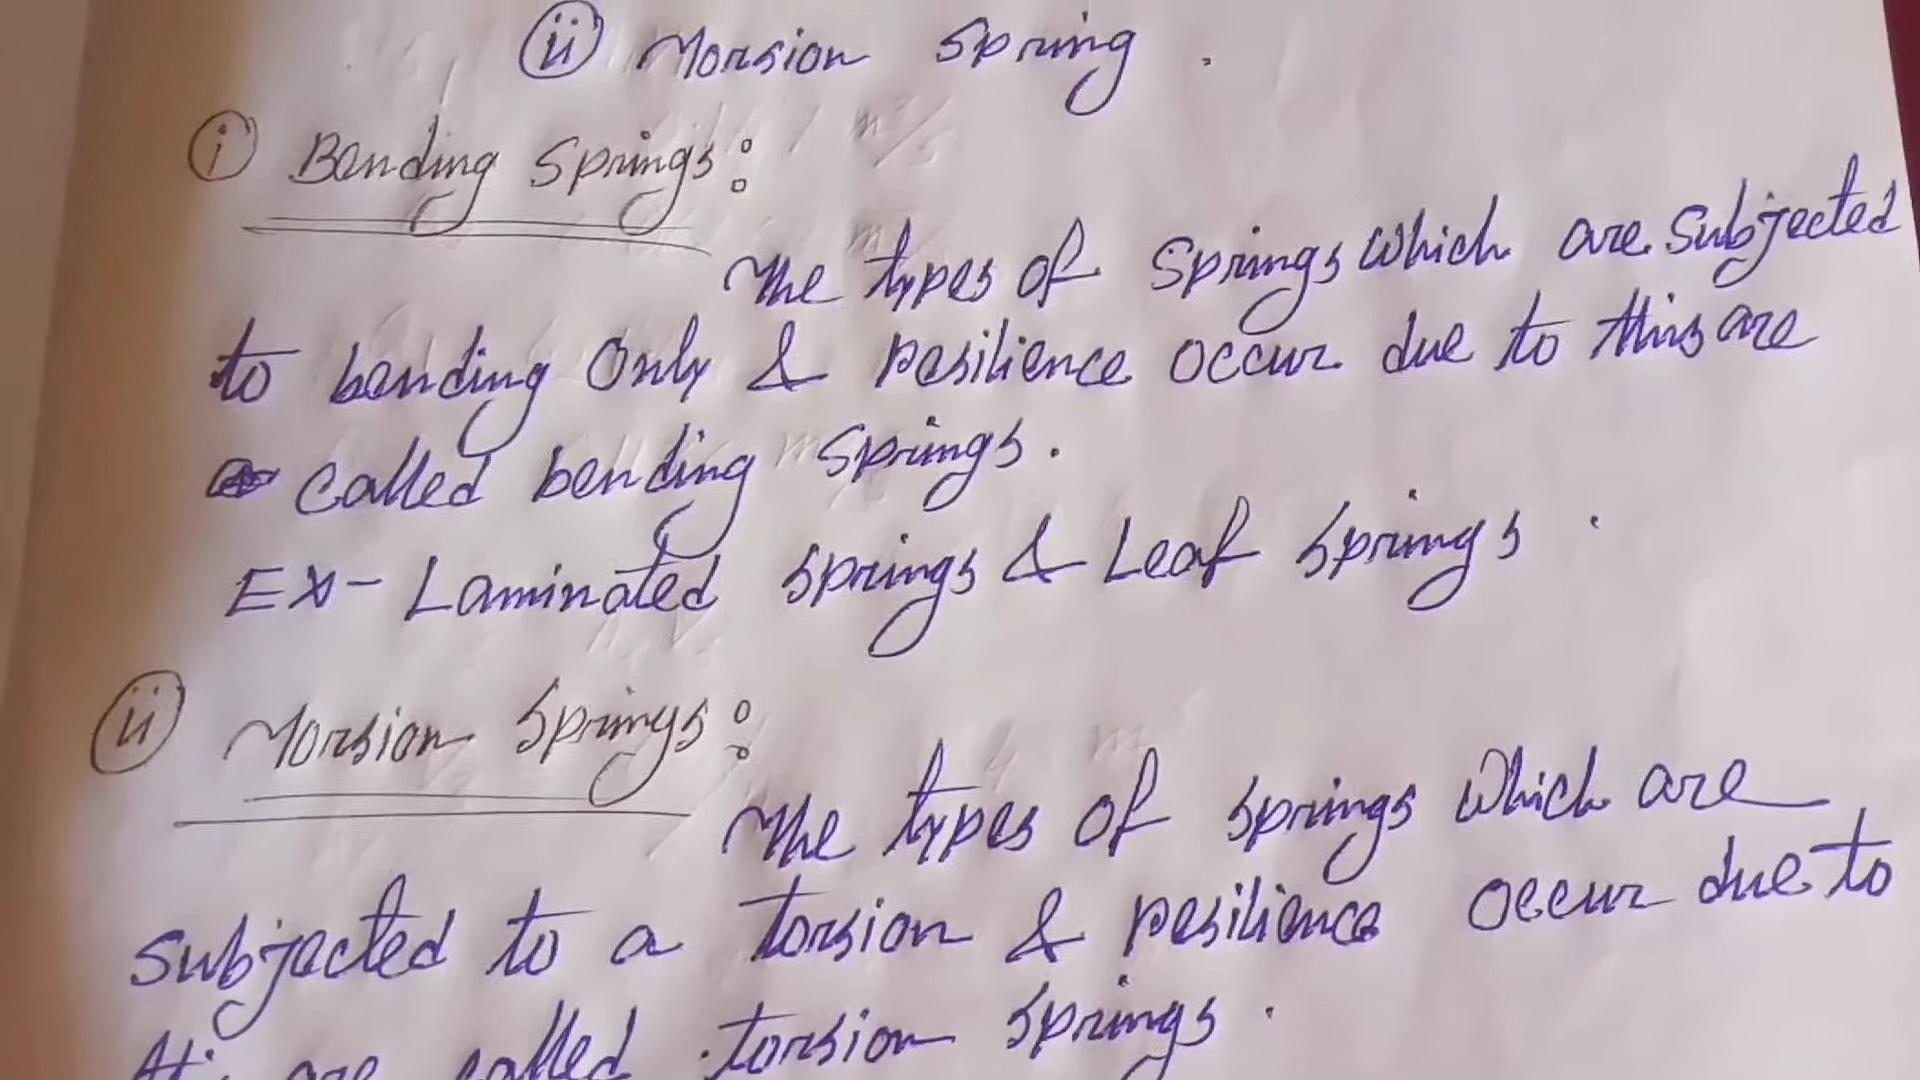 (ii) Torsion Spring.
(i) Bending Springs:
The types of Springs which are subjected
to bending Only & resilience occur due to this are
called bending springs.
Ex- Laminated springs & Leaf springs.
(ii) Torsion Springs:
The types of springs which are
subjected to a torsion & resilience occur due to
are called torsion springs.